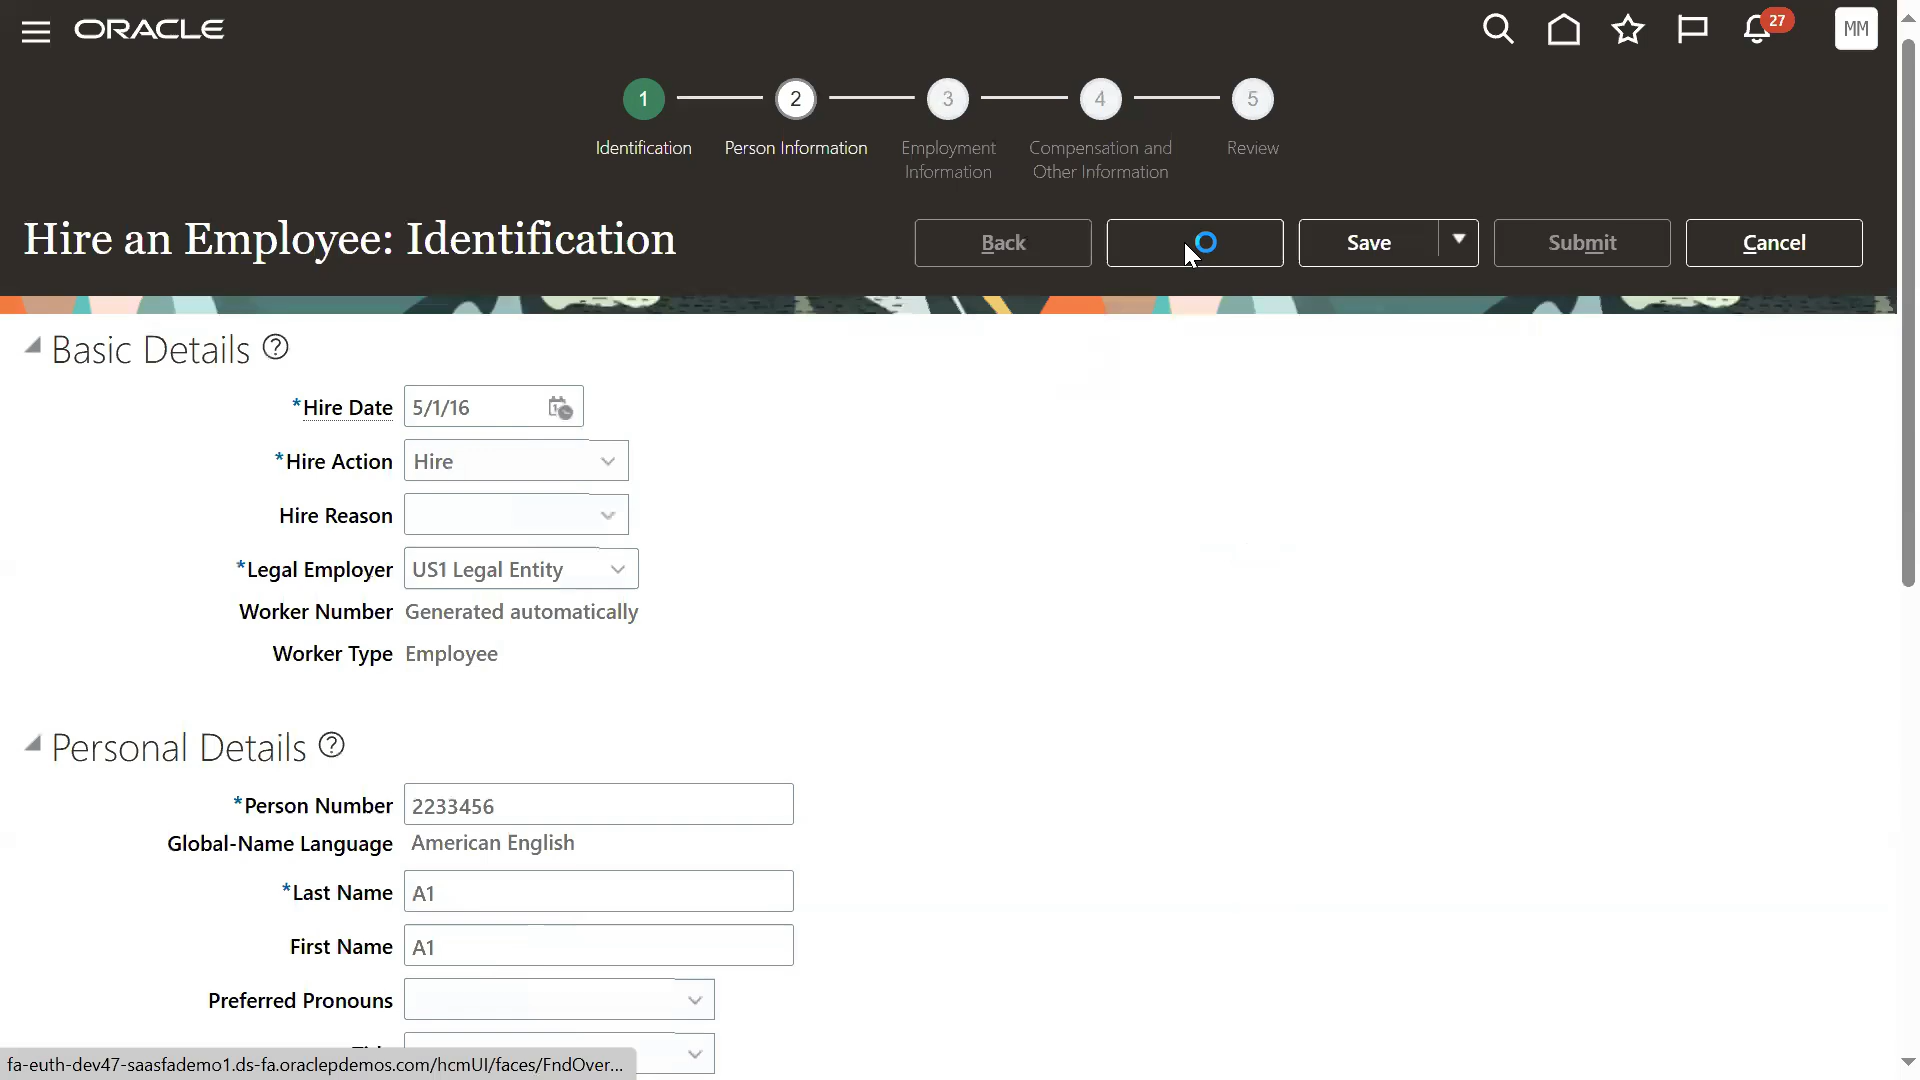 ORACLE
27
MM
1
2
3
4
5
Identification
Person Information
Employment
Information
Compensation and
Other Information
Review
Hire an Employee: Identification
Back
Save
Submit
Cancel
Basic Details
*Hire Date 5/1/16
*Hire Action Hire
Hire Reason
*Legal Employer US1 Legal Entity
Worker Number Generated automatically
Worker Type Employee
Personal Details
*Person Number 2233456
Global-Name Language American English
*Last Name A1
First Name A1
Preferred Pronouns
fa-euth-dev47-saasfademo1.ds-fa.oraclepdemos.com/hcmUI/faces/FndOver...